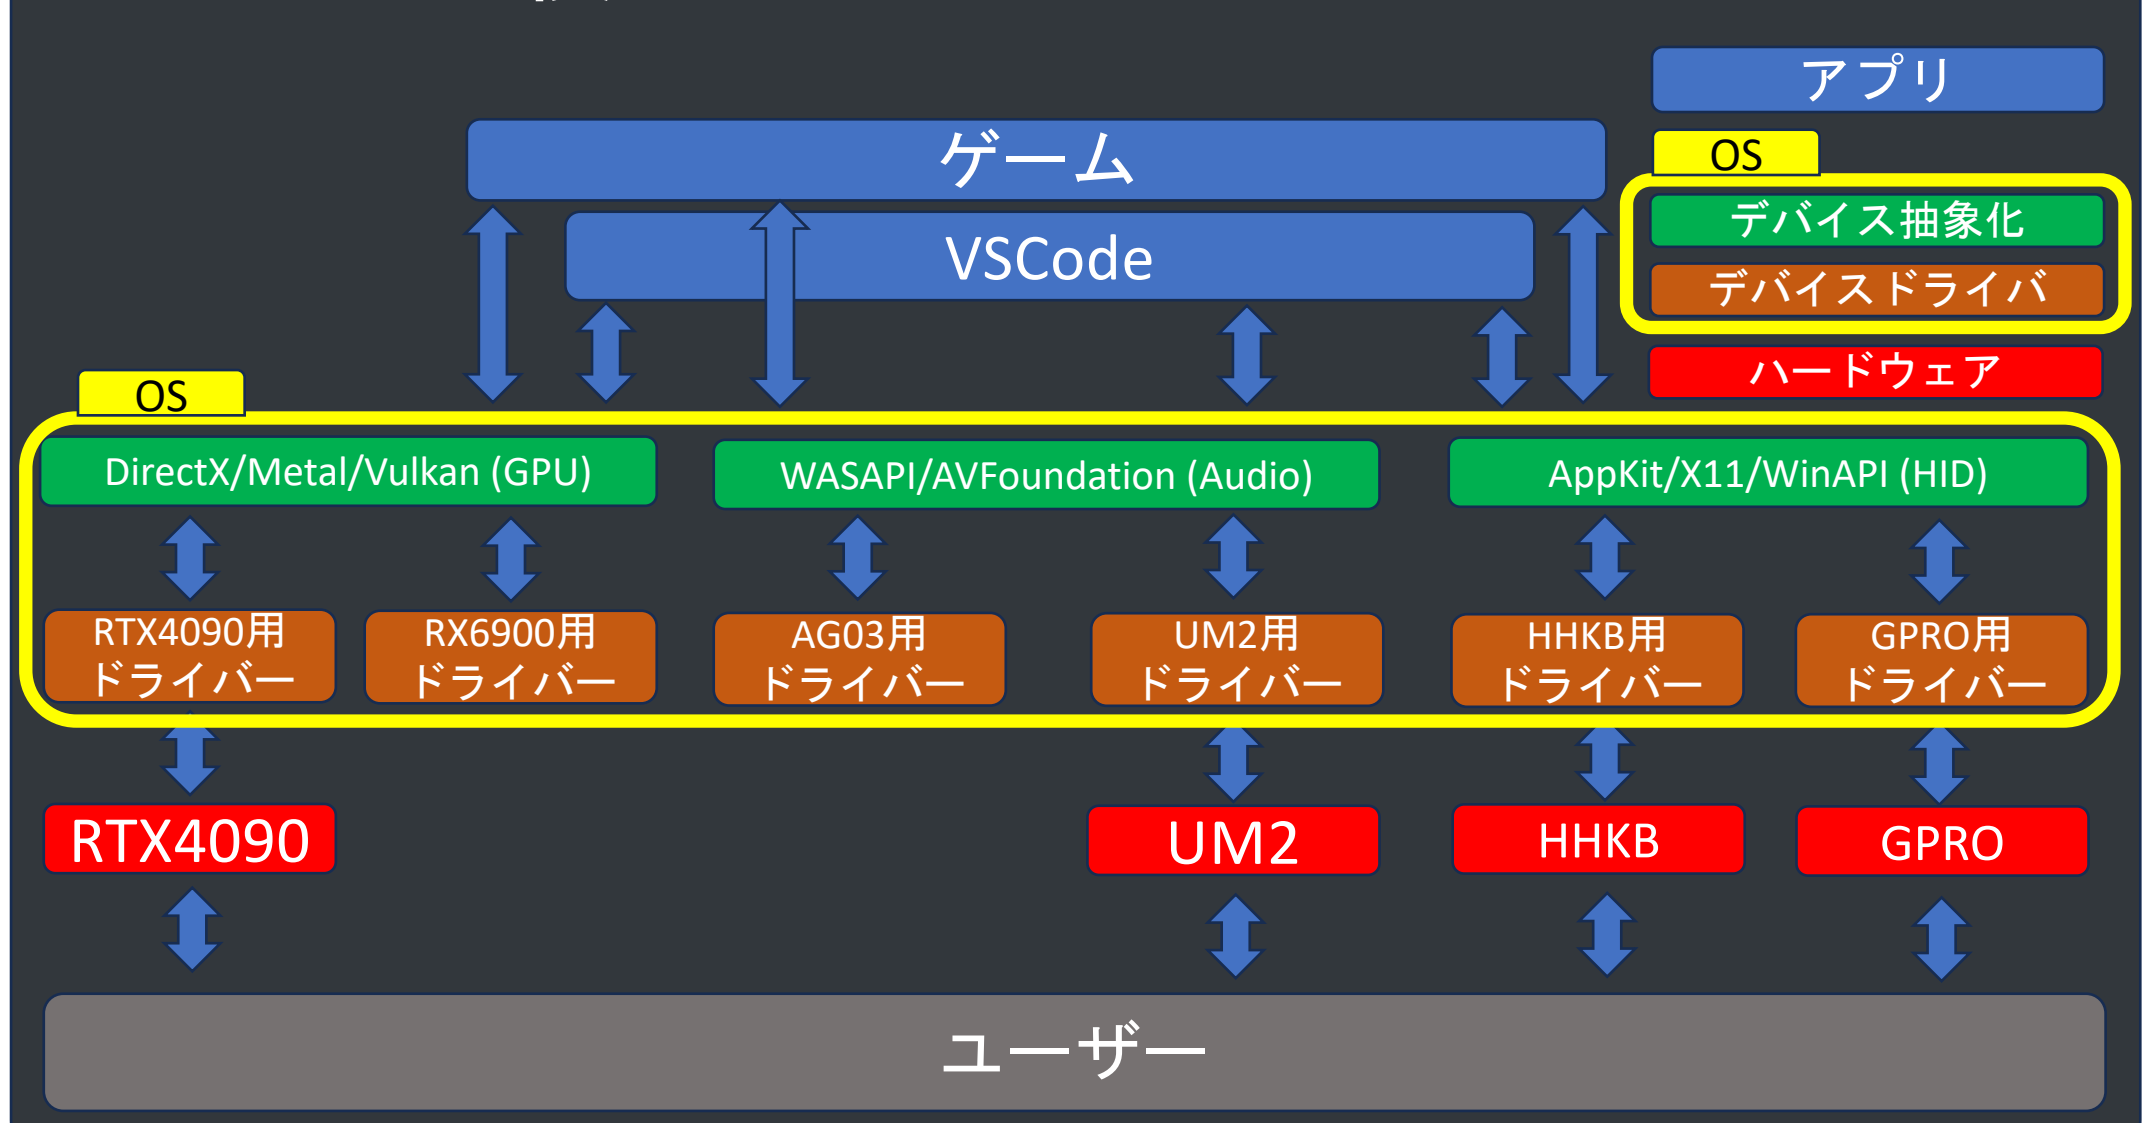 アプリ
OS
デバイス抽象化
デバイスドライバ
ハードウェア
ゲーム
VSCode
OS
DirectX/Metal/Vulkan (GPU)
WASAPI/AVFoundation (Audio)
AppKit/X11/WinAPI (HID)
RTX4090用
ドライバー
RX6900用
ドライバー
AG03用
ドライバー
UM2用
ドライバー
HHKB用
ドライバー
GPRO用
ドライバー
RTX4090
UM2
HHKB
GPRO
ユーザー